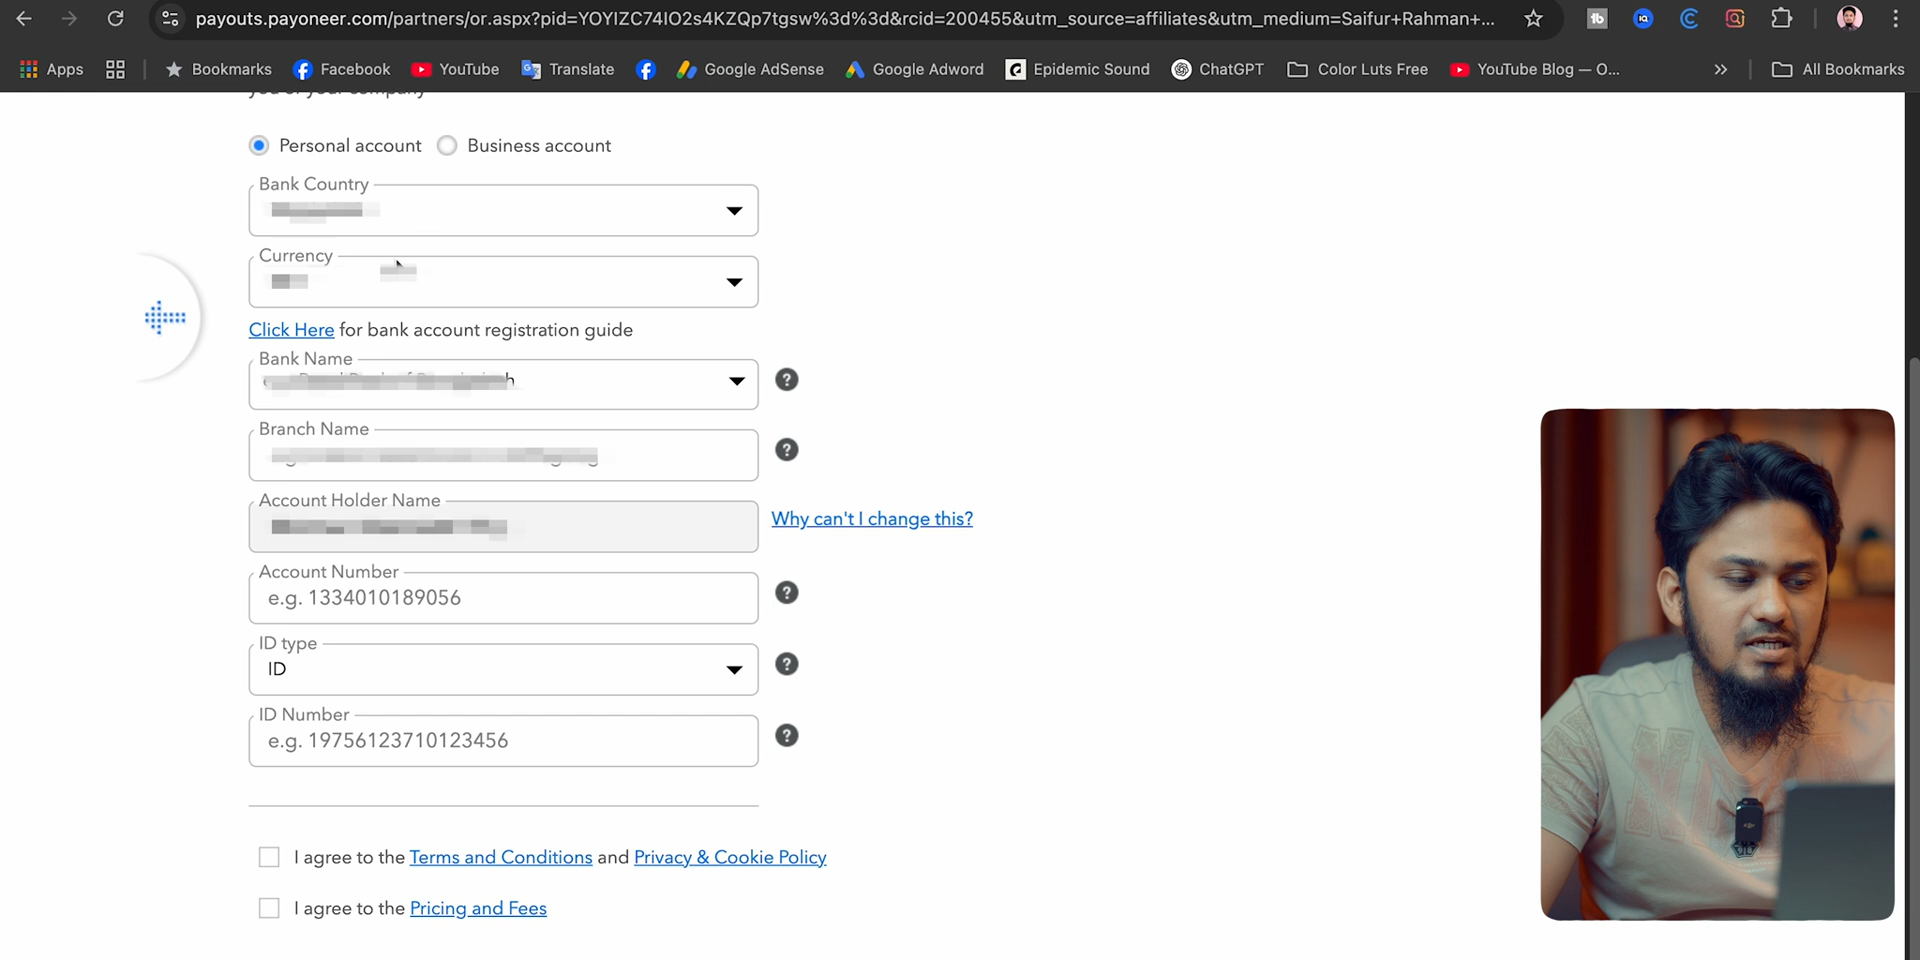 payouts.payoneer.com/partners/or.aspx?pid=YOYIZC74IO2s4KZQp7tgsw%3d%3d&rcid=200455&utm_source=affiliates&utm_medium=Saifur+Rahman+...
Apps Bookmarks Facebook YouTube Translate Google AdSense Google Adword Epidemic Sound ChatGPT Color Luts Free YouTube Blog — O... » All Bookmarks
you or your company
Personal account Business account
Bank Country
Currency
Click Here for bank account registration guide
Bank Name
Branch Name
Account Holder Name
Why can't I change this?
Account Number
e.g. 1334010189056
ID type
ID
ID Number
e.g. 19756123710123456
I agree to the Terms and Conditions and Privacy & Cookie Policy
I agree to the Pricing and Fees